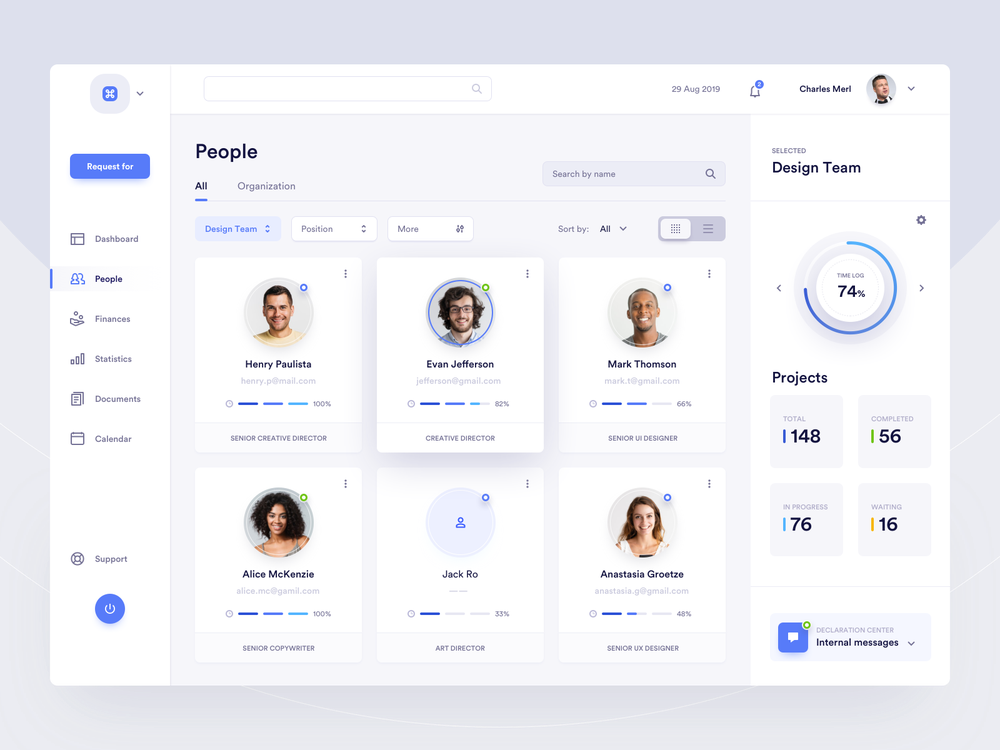 29 Aug 2019
2
Charles Merl
Request for
Dashboard
People
Finances
Statistics
Documents
Calendar
Support
People
All
Organization
Search by name
Design Team
Position
More
Sort by: All
Henry Paulista
henry.p@mail.com
100%
SENIOR CREATIVE DIRECTOR
Evan Jefferson
jefferson@gmail.com
82%
CREATIVE DIRECTOR
Mark Thomson
mark.t@gmail.com
66%
SENIOR UI DESIGNER
Alice McKenzie
alice.mc@gamil.com
100%
SENIOR COPYWRITER
Jack Ro
——
33%
ART DIRECTOR
Anastasia Groetze
anastasia.g@gmail.com
48%
SENIOR UX DESIGNER
SELECTED
Design Team
TIME LOG
74%
Projects
TOTAL
148
COMPLETED
56
IN PROGRESS
76
WAITING
16
DECLARATION CENTER
Internal messages